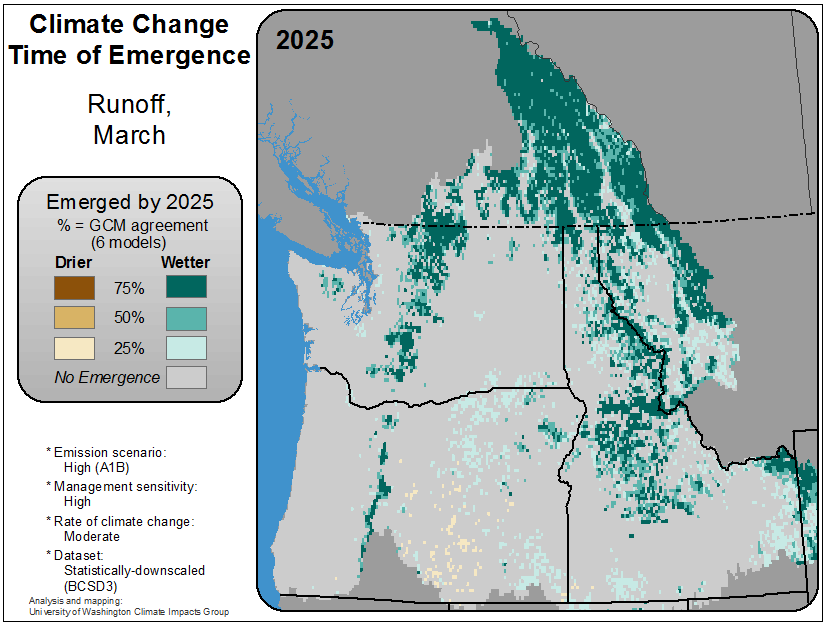 Climate Change
Time of Emergence
Runoff,
March
2025
Emerged by 2025
% = GCM agreement
(6 models)
Drier Wetter
75%
50%
25%
No Emergence
* Emission scenario:
High (A1B)
* Management sensitivity:
High
* Rate of climate change:
Moderate
* Dataset:
Statistically-downscaled
(BCSD3)
Analysis and mapping:
University of Washington Climate Impacts Group